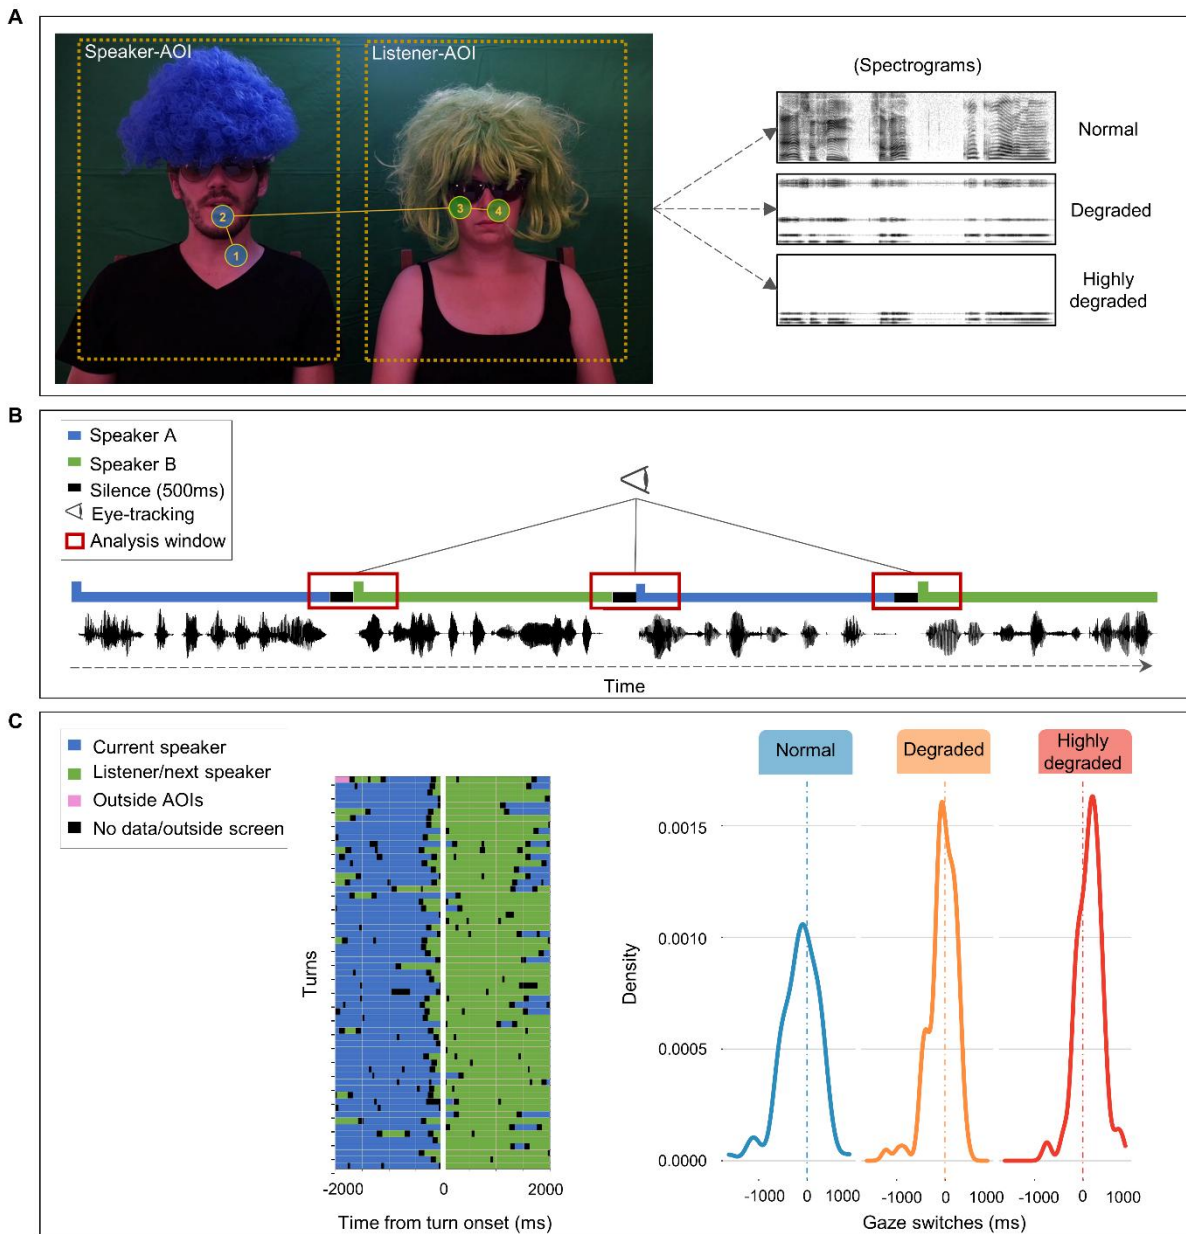 A
Speaker-AOI
Listener-AOI
2
1
3
4
(Spectrograms)
Normal
Degraded
Highly
degraded
B
Speaker A
Speaker B
Silence (500ms)
Eye-tracking
Analysis window
Time
C
Current speaker
Listener/next speaker
Outside AOIs
No data/outside screen
Turns
-2000
0
2000
Time from turn onset (ms)
Normal
Degraded
Highly
degraded
Density
0.0015
0.0010
0.0005
0.0000
-1000 0 1000
-1000 0 1000
-1000 0 1000
Gaze switches (ms)